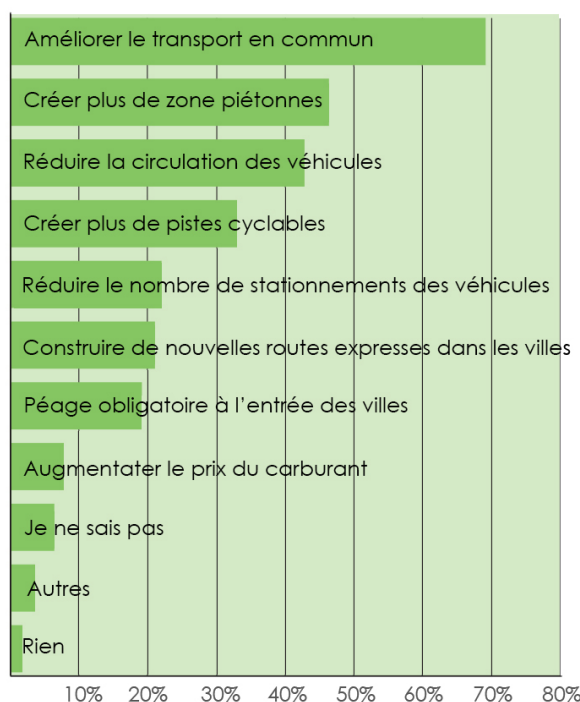 Améliorer le transport en commun
Créer plus de zone piétonnes
Réduire la circulation des véhicules
Créer plus de pistes cyclables
Réduire le nombre de stationnements des véhicules
Construire de nouvelles routes expresses dans les villes
Péage obligatoire à l'entrée des villes
Augmentater le prix du carburant
Je ne sais pas
Autres
Rien
10% 20% 30% 40% 50% 60% 70% 80%